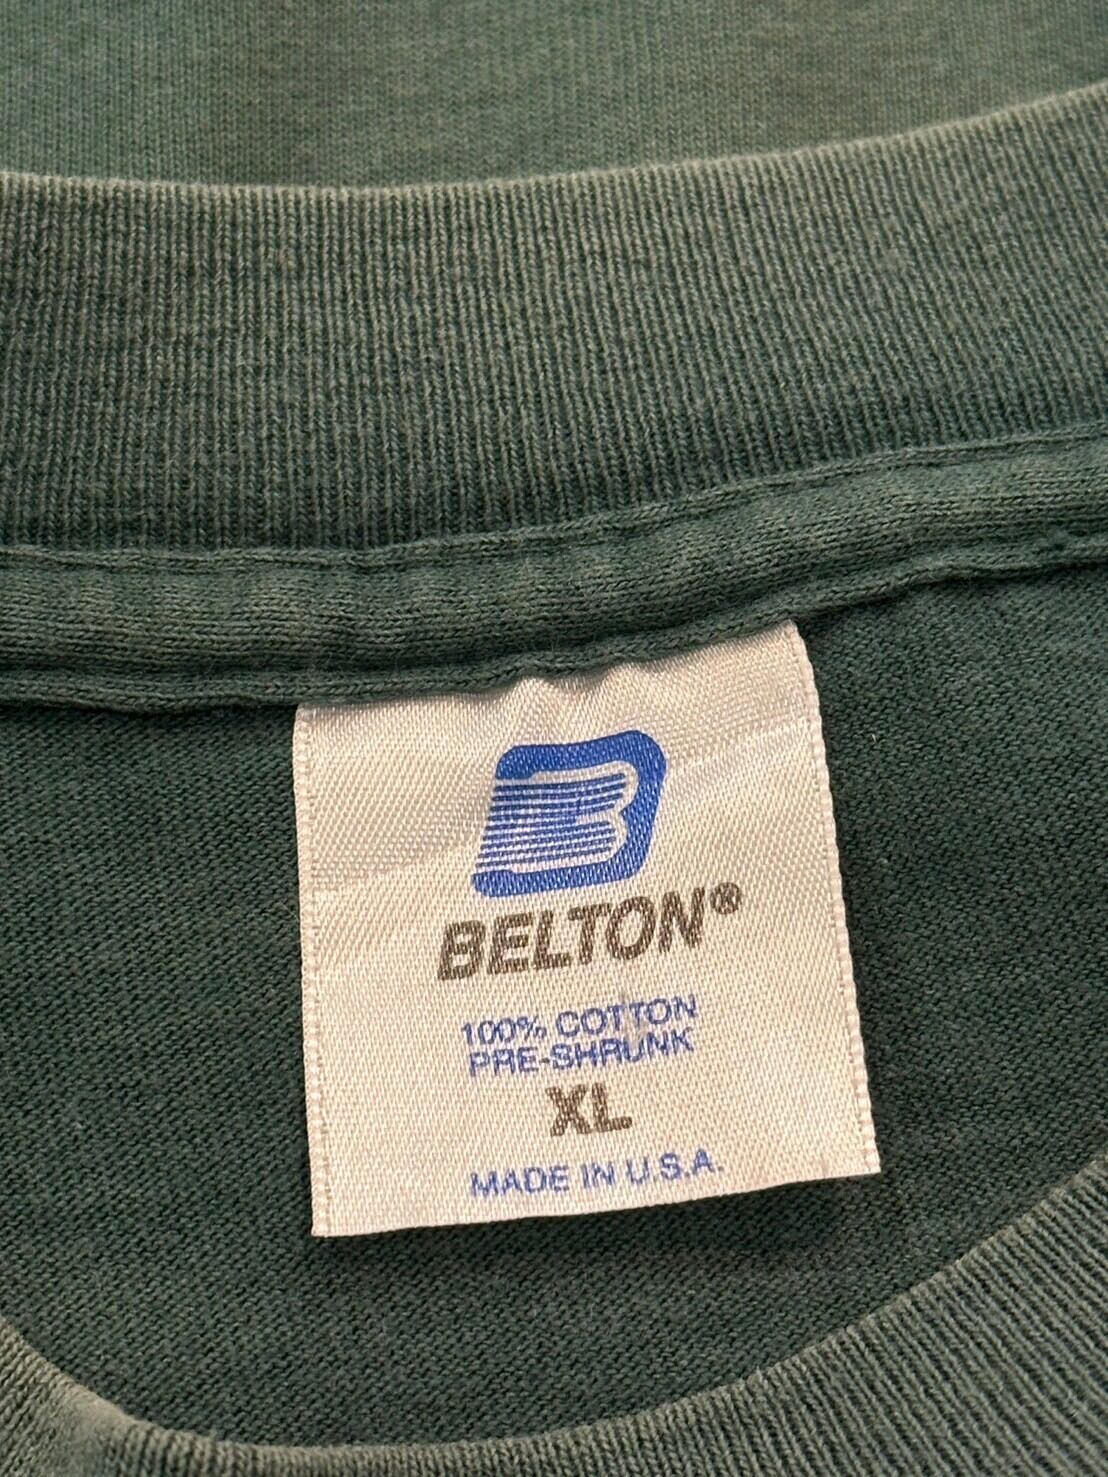 B
BELTON®
100% COTTON
PRE-SHRUNK
XL
MADE IN U.S.A.